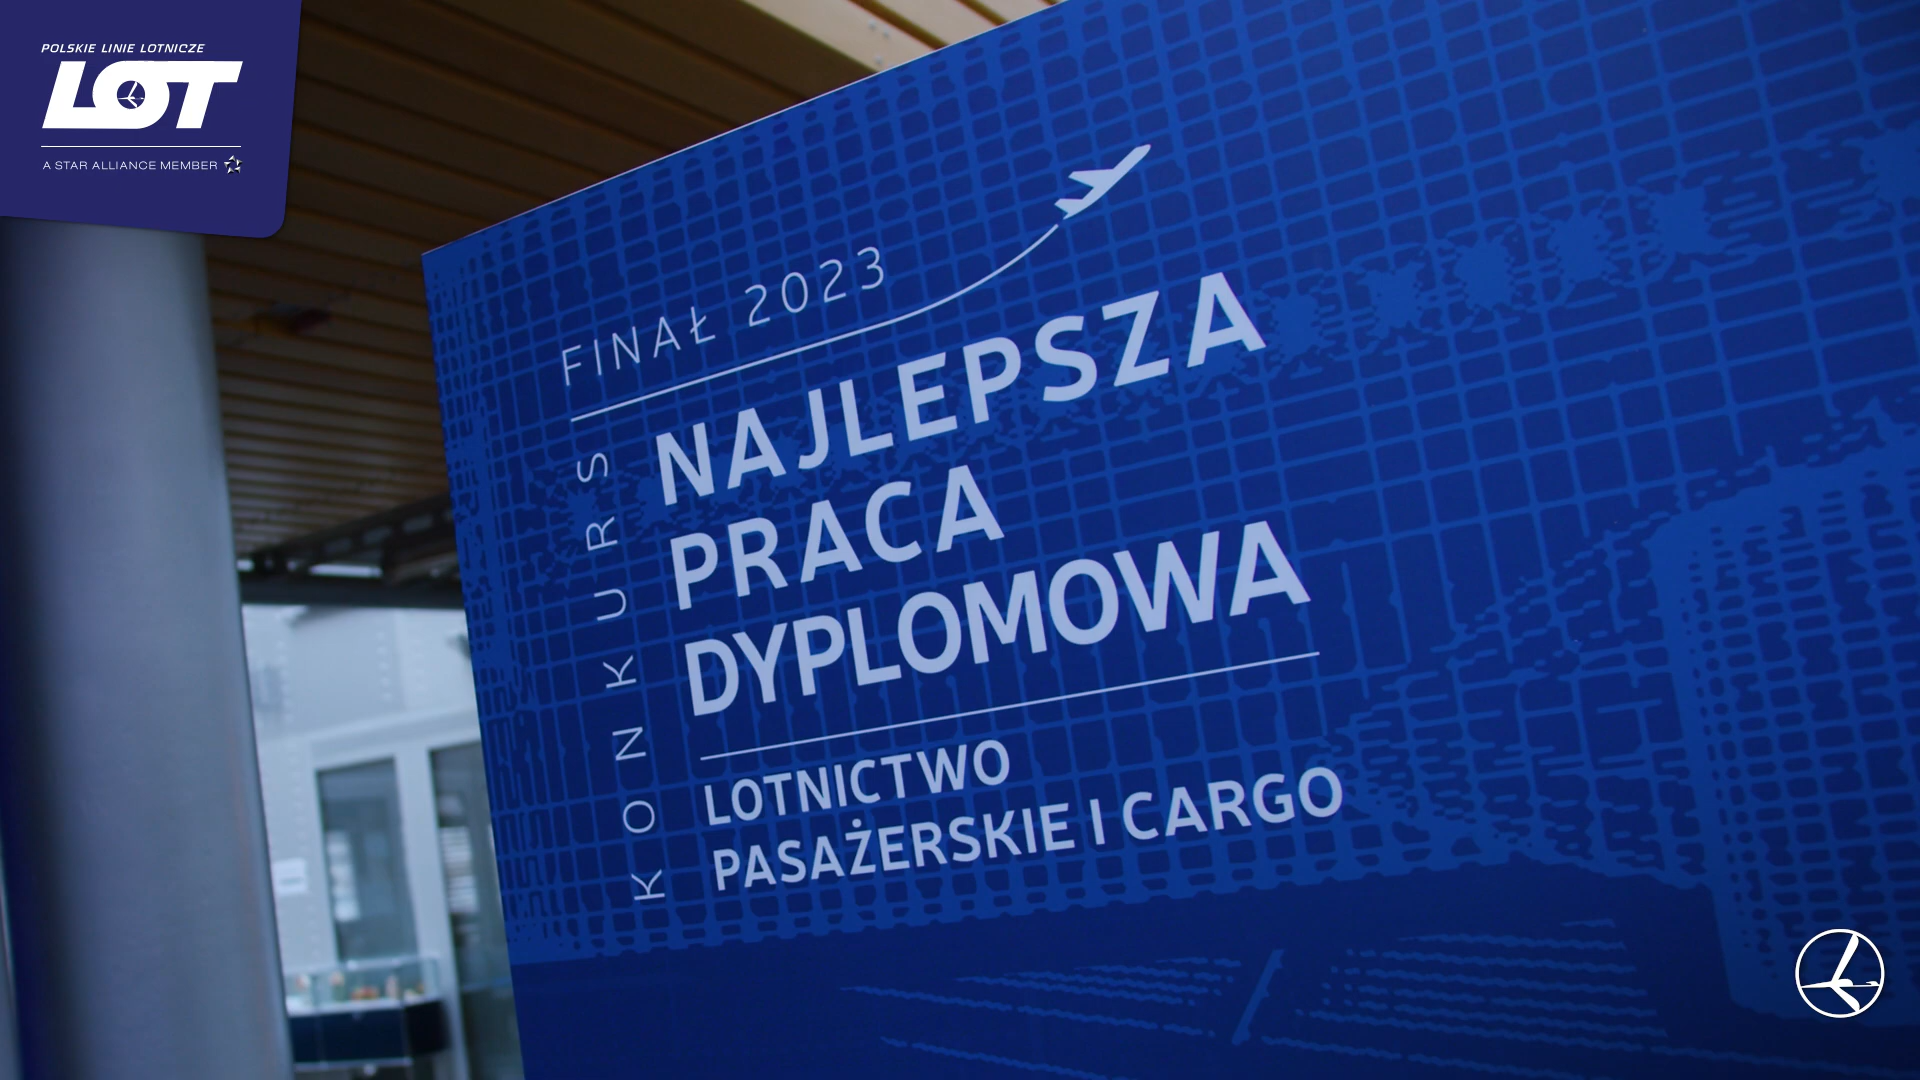 POLSKIE LINIE LOTNICZE
LOT
A STAR ALLIANCE MEMBER
FINAŁ 2023
KONKURS
NAJLEPSZA
PRACA
DYPLOMOWA
LOTNICTWO
PASAŻERSKIE I CARGO